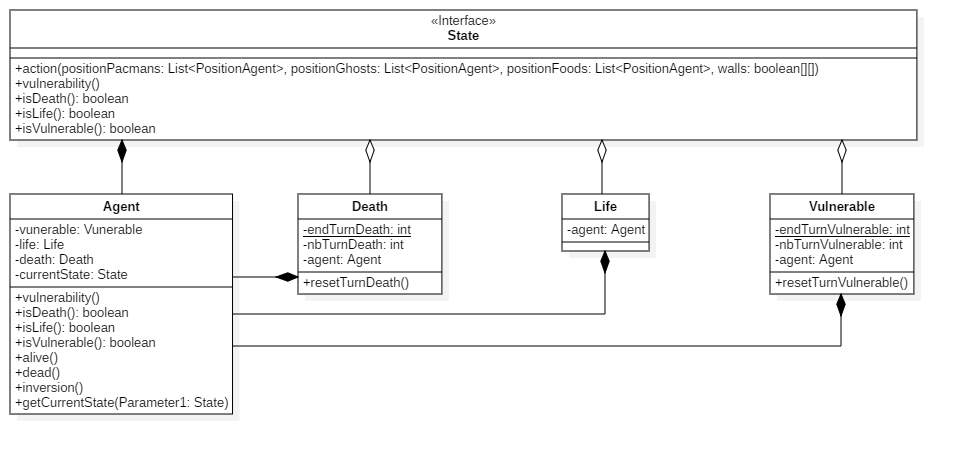 «Interface»
State
+action(positionPacmans: List<PositionAgent>, positionGhosts: List<PositionAgent>, positionFoods: List<PositionAgent>, walls: boolean[][])
+vulnerability()
+isDeath(): boolean
+isLife(): boolean
+isVulnerable(): boolean
Agent
-vunerable: Vunerable
-life: Life
-death: Death
-currentState: State
+vulnerability()
+isDeath(): boolean
+isLife(): boolean
+isVulnerable(): boolean
+alive()
+dead()
+inversion()
+getCurrentState(Parameter1: State)
Death
-endTurnDeath: int
-nbTurnDeath: int
-agent: Agent
+resetTurnDeath()
Life
-agent: Agent
Vulnerable
-endTurnVulnerable: int
-nbTurnVulnerable: int
-agent: Agent
+resetTurnVulnerable()